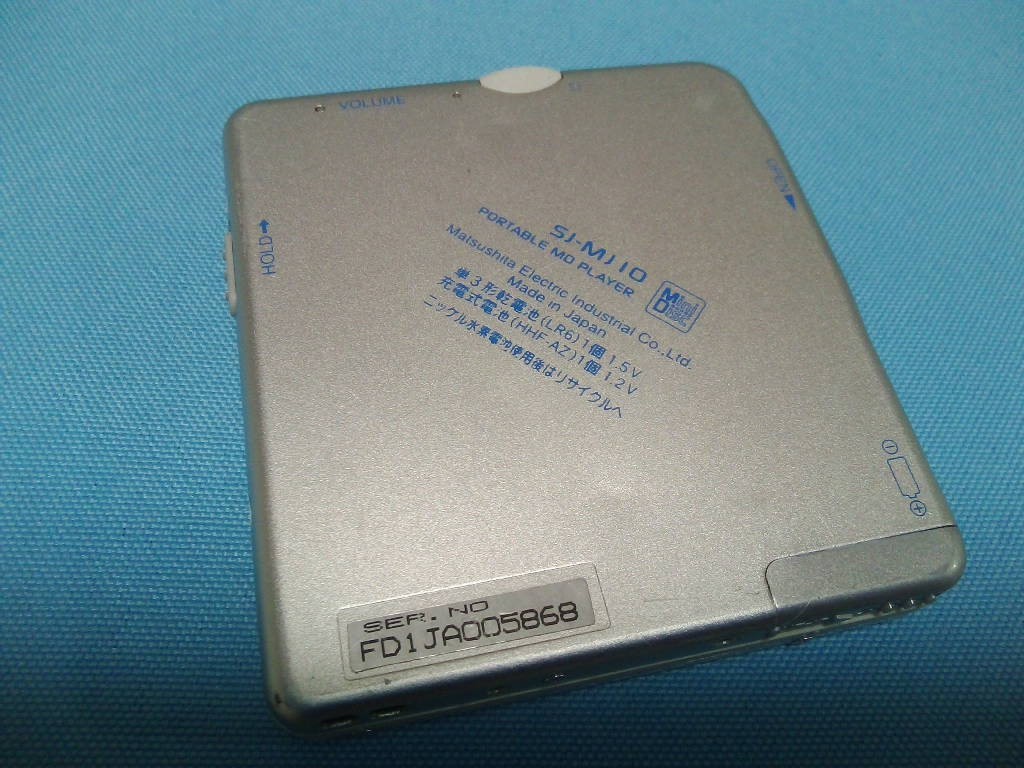 VOLUME
OPEN
HOLD
SJ-MJ10
PORTABLE MD PLAYER
Matsushita Electric Industrial Co.,Ltd.
Made in Japan
Mini
Disc
単3形乾電池(LR6)1個 1.5V
充電式電池(HHF-AZ)1個 1.2V
ニッケル水素電池使用後はリサイクルへ
SER. NO
FD1JA005868